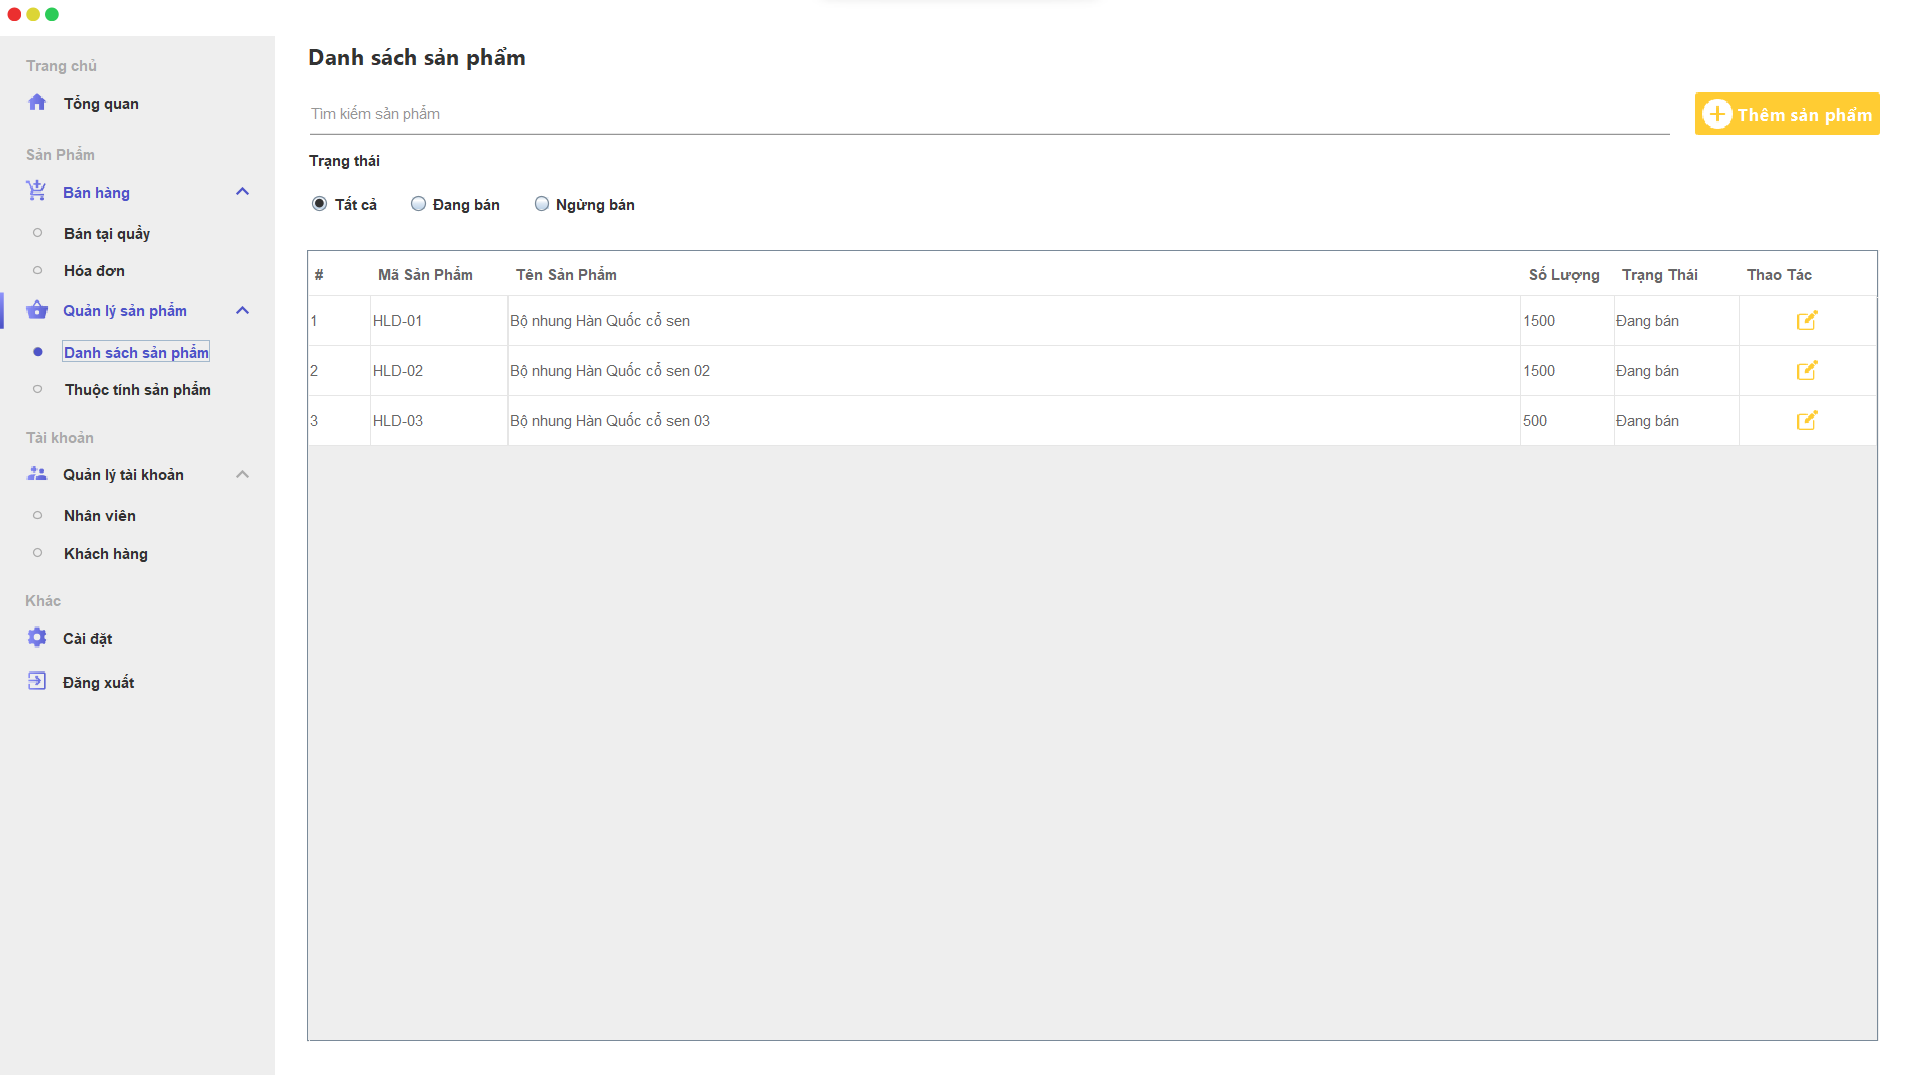 Trang chủ
Tổng quan
Sản Phẩm
Bán hàng
Bán tại quầy
Hóa đơn
Quản lý sản phẩm
Danh sách sản phẩm
Thuộc tính sản phẩm
Tài khoản
Quản lý tài khoản
Nhân viên
Khách hàng
Khác
Cài đặt
Đăng xuất
Danh sách sản phẩm
Tìm kiếm sản phẩm
Thêm sản phẩm
Trạng thái
Tất cả Đang bán Ngừng bán
# Mã Sản Phẩm Tên Sản Phẩm Số Lượng Trạng Thái Thao Tác
1 HLD-01 Bộ nhung Hàn Quốc cổ sen 1500 Đang bán
2 HLD-02 Bộ nhung Hàn Quốc cổ sen 02 1500 Đang bán
3 HLD-03 Bộ nhung Hàn Quốc cổ sen 03 500 Đang bán